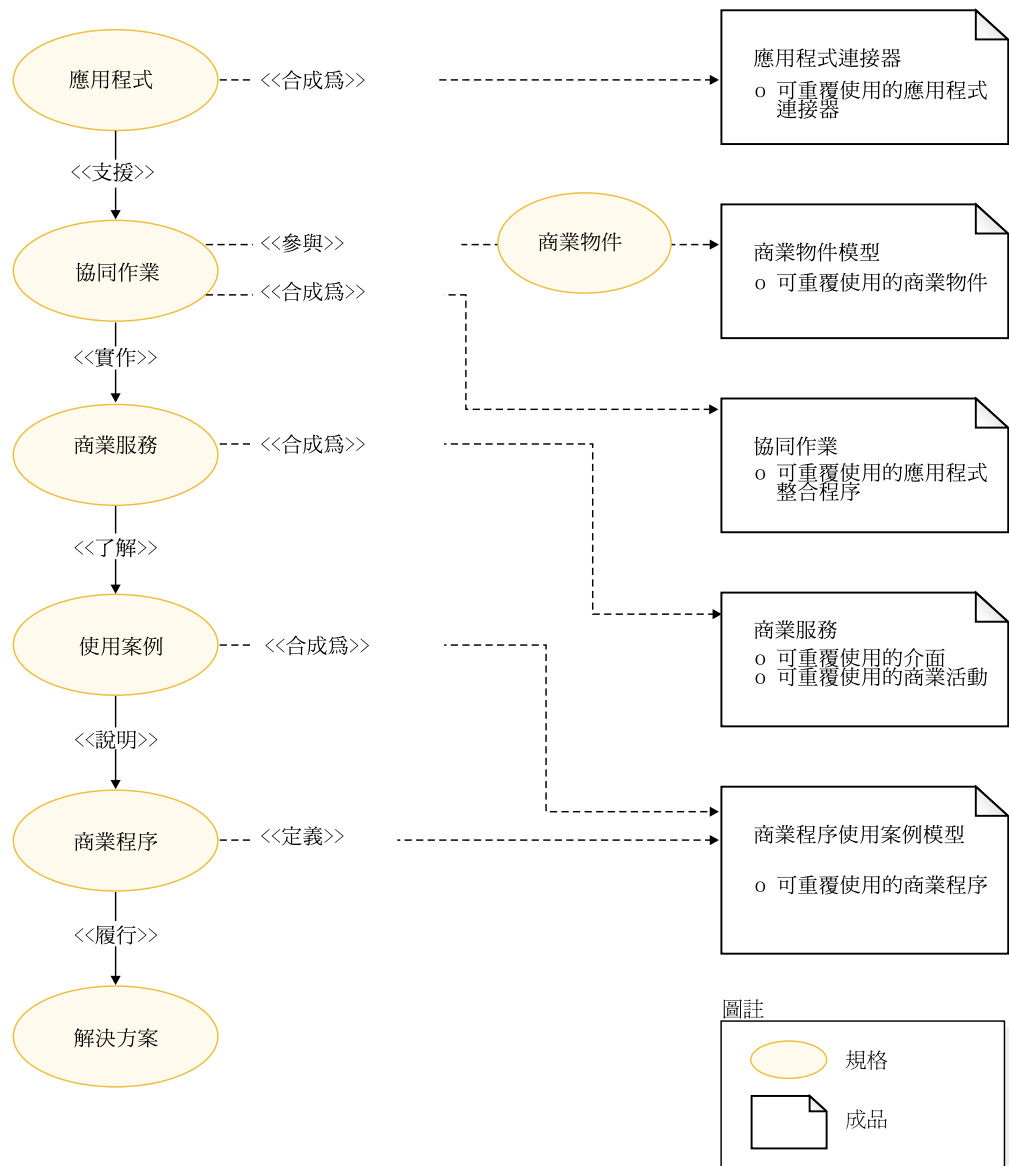 應用程式
<<合成爲>>
應用程式連接器
o 可重覆使用的應用程式
連接器
<<支援>>
協同作業
<<參與>>
商業物件
商業物件模型
o 可重覆使用的商業物件
<<合成爲>>
<<實作>>
協同作業
o 可重覆使用的應用程式
整合程序
商業服務
<<合成爲>>
<<了解>>
商業服務
o 可重覆使用的介面
o 可重覆使用的商業活動
使用案例
<<合成爲>>
<<說明>>
商業程序
<<定義>>
商業程序使用案例模型
o 可重覆使用的商業程序
<<履行>>
解決方案
圖註
規格
成品